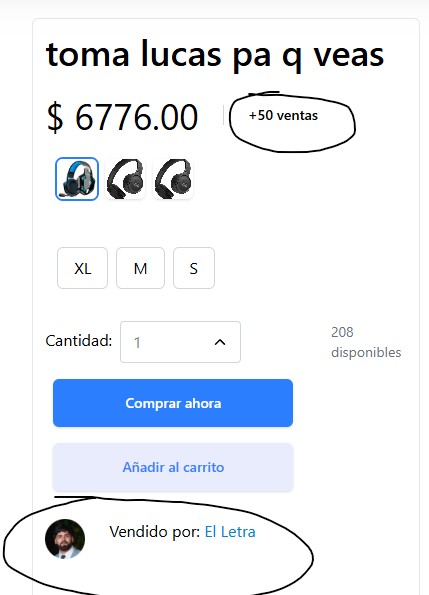 toma lucas pa q veas
$ 6776.00
+50 ventas
XL M S
Cantidad: 1
208
disponibles
Comprar ahora
Añadir al carrito
Vendido por: El Letra